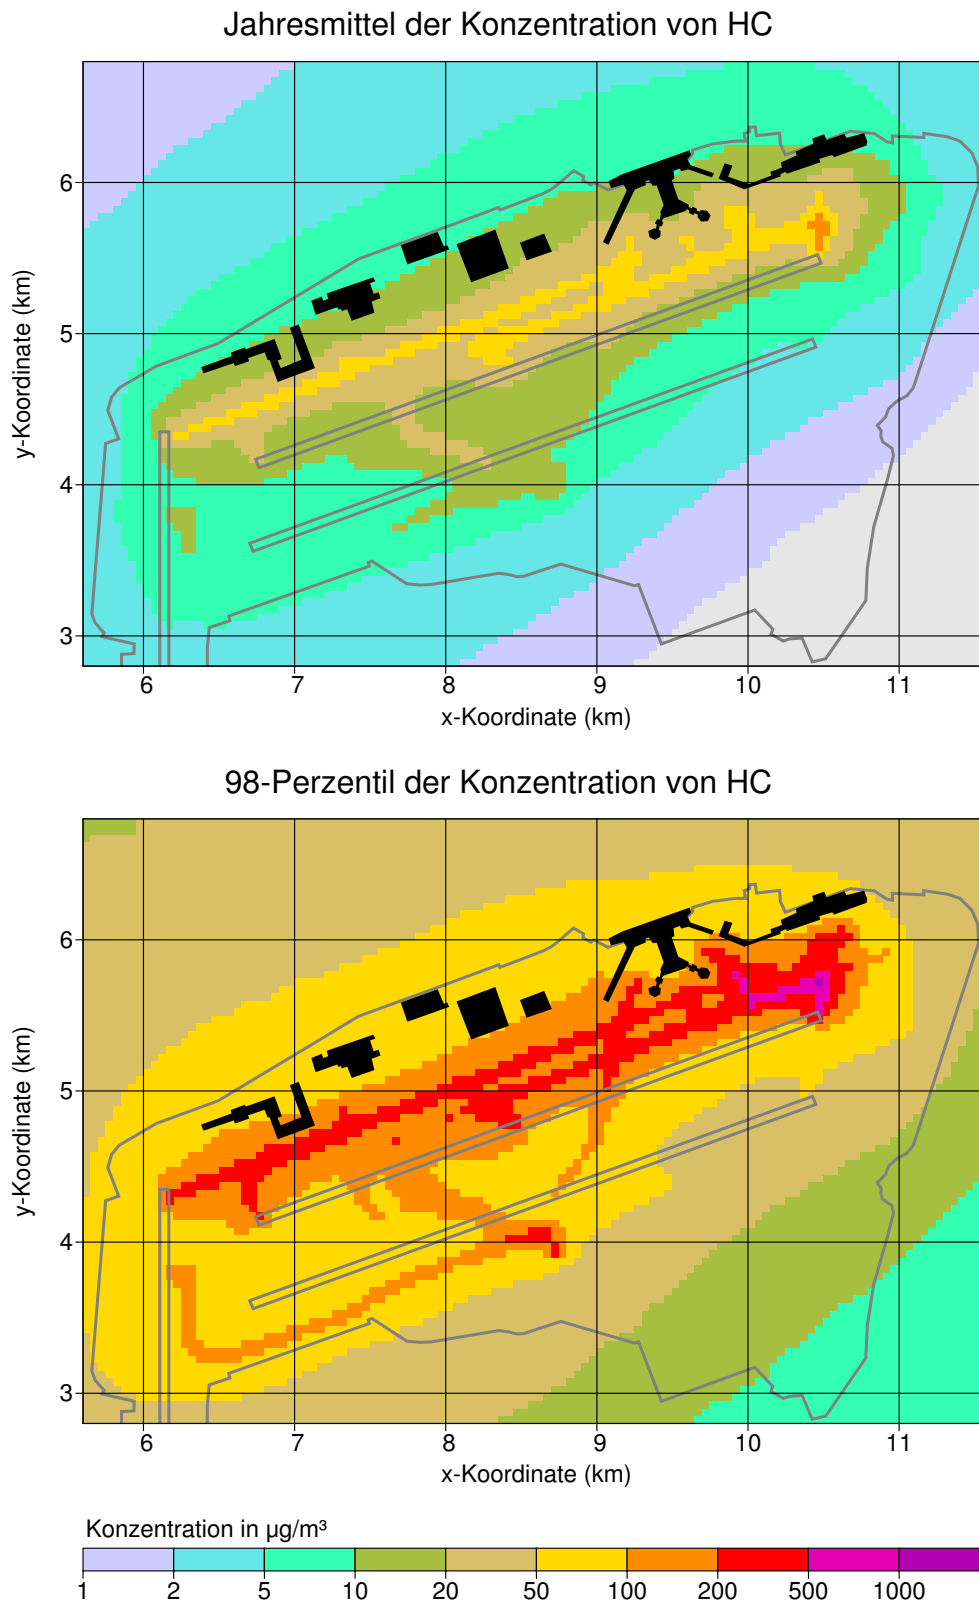 Jahresmittel der Konzentration von HC
6
5
4
3
y-Koordinate (km)
6 7 8 9 10 11
x-Koordinate (km)
98-Perzentil der Konzentration von HC
6
5
4
3
y-Koordinate (km)
6 7 8 9 10 11
x-Koordinate (km)
Konzentration in µg/m³
1 2 5 10 20 50 100 200 500 1000